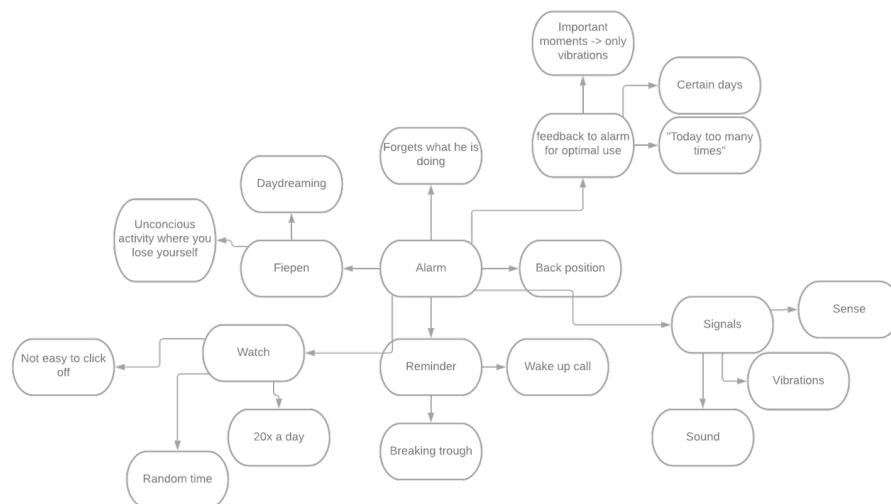 Important
moments -> only
vibrations
Certain days
feedback to alarm
for optimal use
"Today too many
times"
Forgets what he is
doing
Daydreaming
Unconcious
activity where you
lose yourself
Fiepen
Alarm
Back position
Signals
Sense
Not easy to click
off
Watch
Reminder
Wake up call
Vibrations
20x a day
Sound
Breaking trough
Random time